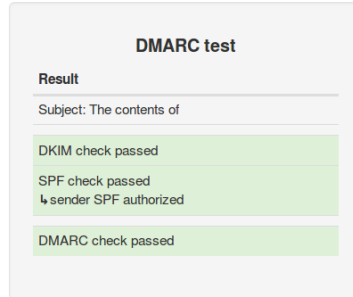 DMARC test
Result
Subject: The contents of
DKIM check passed
SPF check passed
↳sender SPF authorized
DMARC check passed